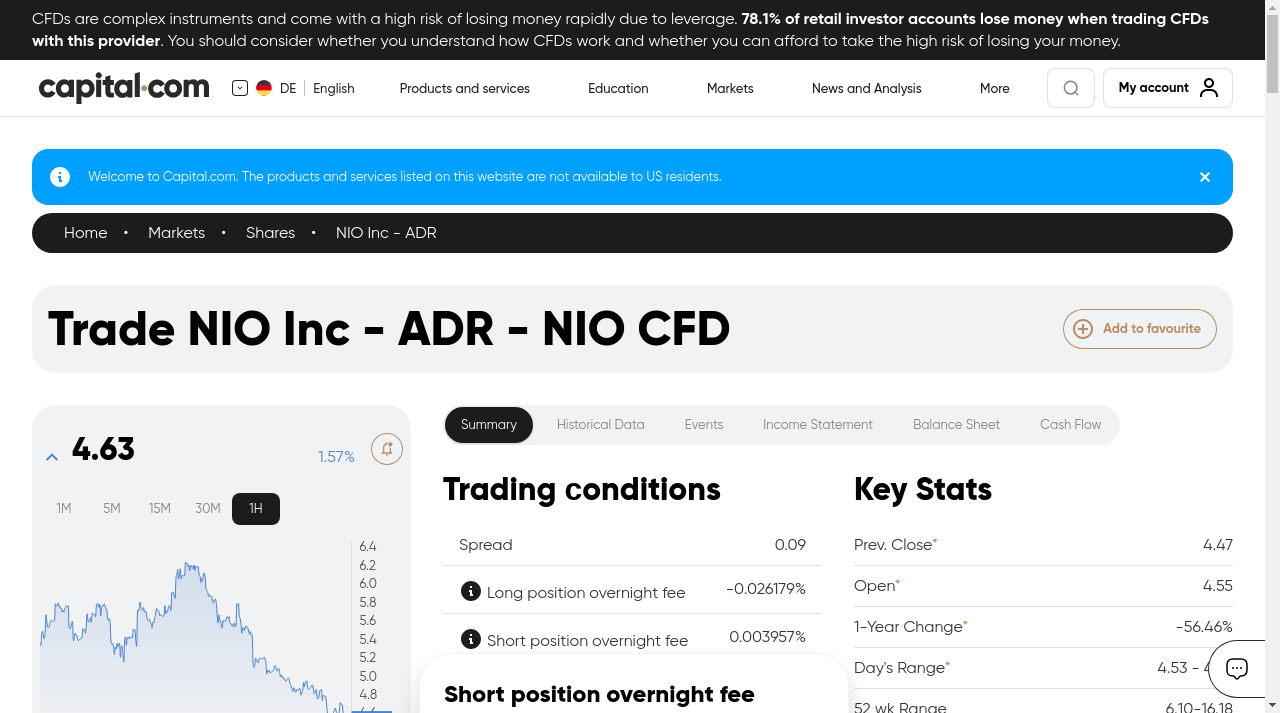 CFDs are complex instruments and come with a high risk of losing money rapidly due to leverage. 78.1% of retail investor accounts lose money when trading CFDs
with this provider. You should consider whether you understand how CFDs work and whether you can afford to take the high risk of losing your money.
capital.com
DE English
Products and services
Education
Markets
News and Analysis
More
My account
Welcome to Capital.com. The products and services listed on this website are not available to US residents.
Home • Markets • Shares • NIO Inc - ADR
Trade NIO Inc - ADR - NIO CFD
Add to favourite
4.63
1.57%
1M 5M 15M 30M 1H
6.4
6.2
6.0
5.8
5.6
5.4
5.2
5.0
4.8
Summary Historical Data Events Income Statement Balance Sheet Cash Flow
Trading conditions
Spread 0.09
Long position overnight fee -0.026179%
Short position overnight fee 0.003957%
Short position overnight fee
Key Stats
Prev. Close* 4.47
Open* 4.55
1-Year Change* -56.46%
Day's Range* 4.53 -
52 wk Range 6.10-16.18